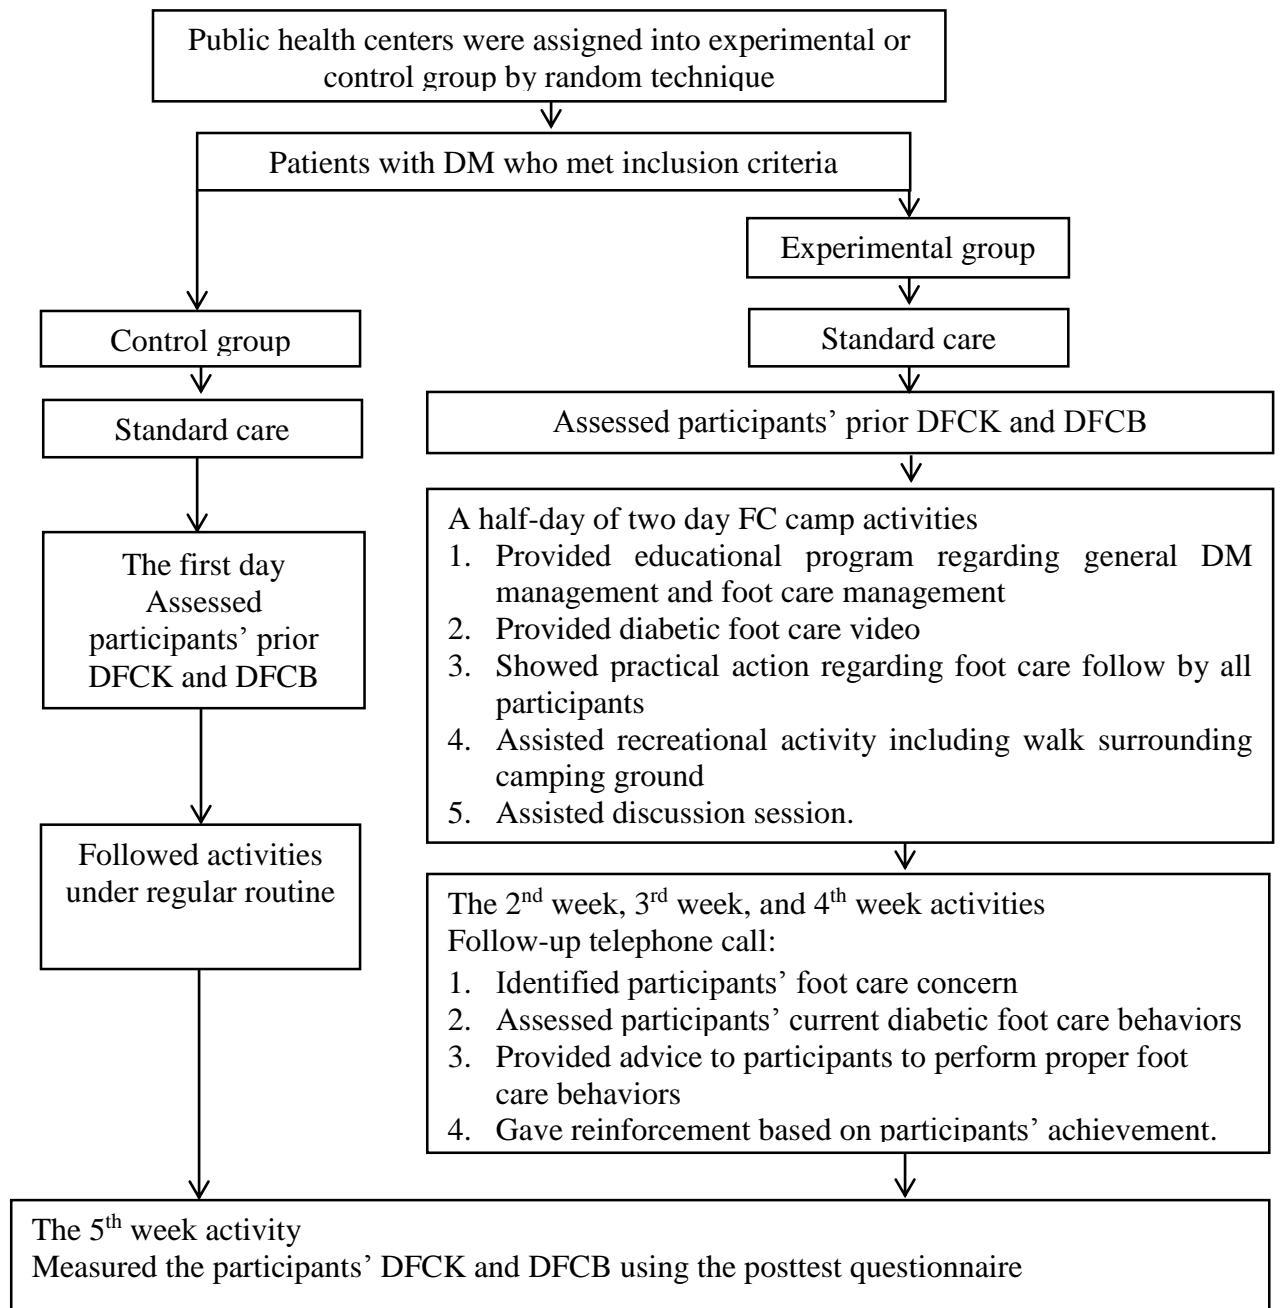 Public health centers were assigned into experimental or
control group by random technique
Patients with DM who met inclusion criteria
Experimental group
Control group
Standard care
Standard care
Assessed participants’ prior DFCK and DFCB
The first day
Assessed
participants’ prior
DFCK and DFCB
A half-day of two day FC camp activities
1. Provided educational program regarding general DM
management and foot care management
2. Provided diabetic foot care video
3. Showed practical action regarding foot care follow by all
participants
4. Assisted recreational activity including walk surrounding
camping ground
5. Assisted discussion session.
Followed activities
under regular routine
The 2nd week, 3rd week, and 4th week activities
Follow-up telephone call:
1. Identified participants’ foot care concern
2. Assessed participants’ current diabetic foot care behaviors
3. Provided advice to participants to perform proper foot
care behaviors
4. Gave reinforcement based on participants’ achievement.
The 5th week activity
Measured the participants’ DFCK and DFCB using the posttest questionnaire